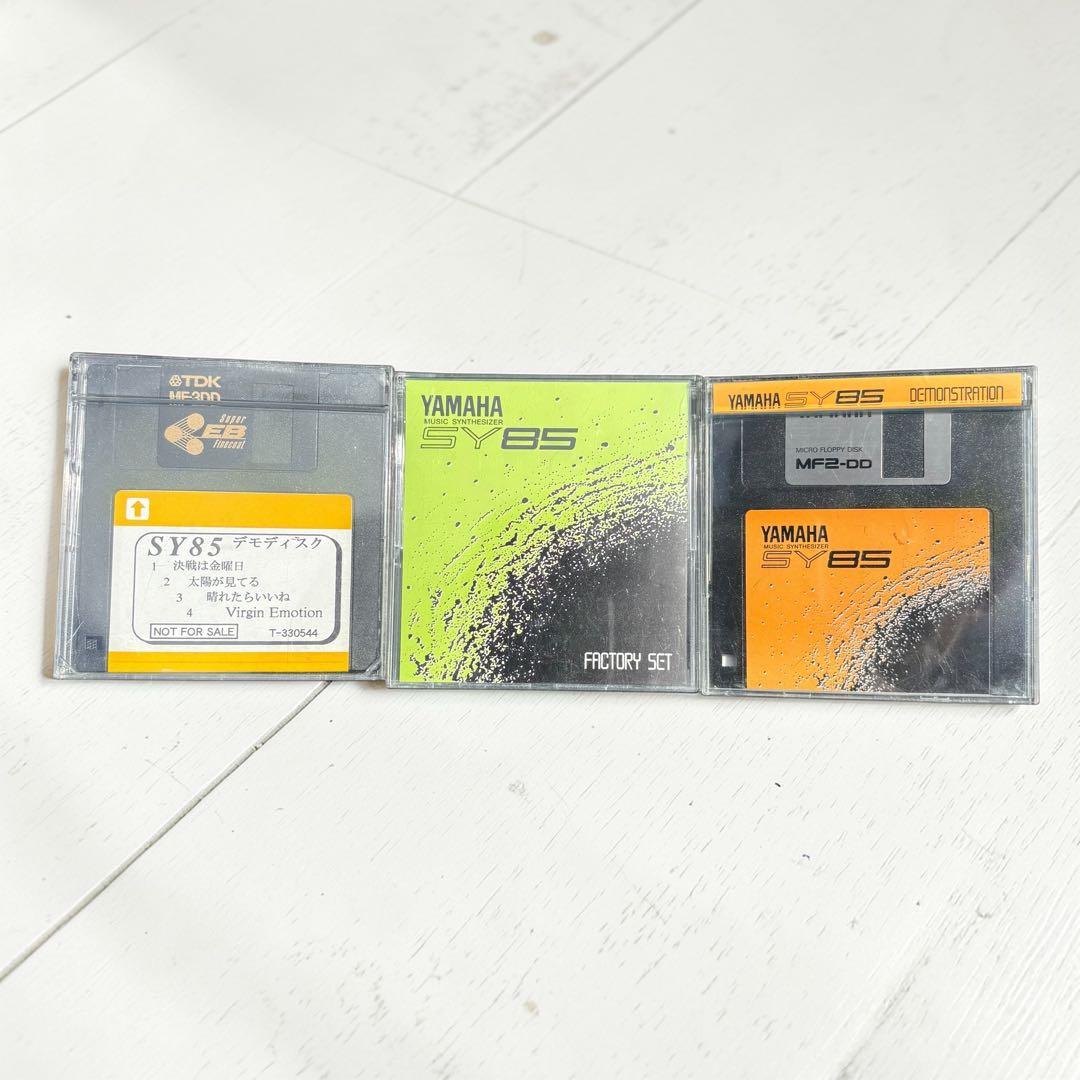 TDK
MF-2DD
Super
EB
Finecoat
SY85 デモディスク
1 決戦は金曜日
2 太陽が見てる
3 晴れたらいいね
4 Virgin Emotion
NOT FOR SALE T-330544
YAMAHA
MUSIC SYNTHESIZER
SY85
FACTORY SET
YAMAHA SY85 DEMONSTRATION
MICRO FLOPPY DISK
MF2-DD
YAMAHA
MUSIC SYNTHESIZER
SY85